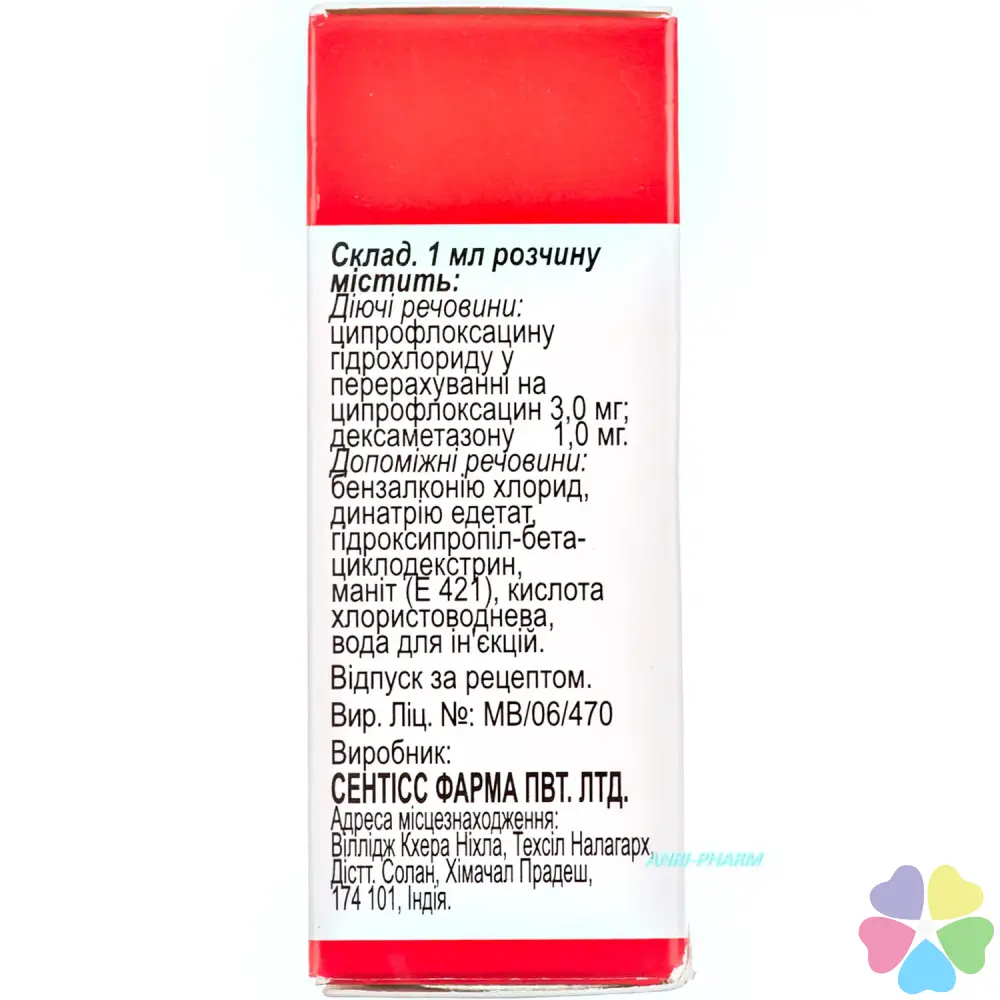 Склад. 1 мл розчину
містить:
Діючі речовини:
ципрофлоксацину
гідрохлориду у
перерахуванні на
ципрофлоксацин 3,0 мг;
дексаметазону 1,0 мг.
Допоміжні речовини:
бензалконію хлорид,
динатрію едетат,
гідроксипропіл-бета-
циклодекстрин,
маніт (Е 421), кислота
хлористоводнева,
вода для ін'єкцій.
Відпуск за рецептом.
Вир. Ліц. №: MB/06/470
Виробник:
СЕНТІСС ФАРМА ПВТ. ЛТД.
Адреса місцезнаходження:
Вілlідж Кхера Ніхла, Техсіл Налагарх,
Дістт. Солан, Хімачал Прадеш,
174 101, Індія.
ANRI-PHARM